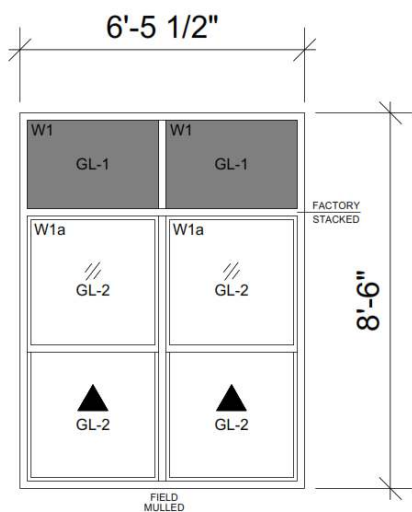 6'-5 1/2"
W1
W1
GL-1
GL-1
FACTORY
STACKED
W1a
W1a
GL-2
GL-2
8'-6"
GL-2
GL-2
FIELD
MULLED